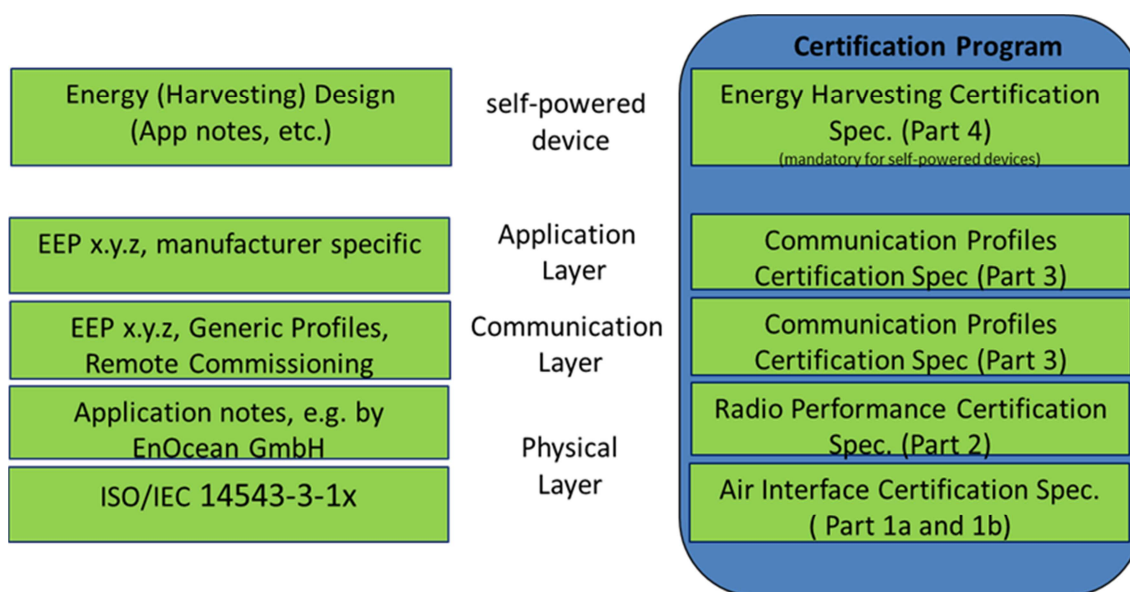 Certification Program
Energy (Harvesting) Design
(App notes, etc.)
self-powered
device
Energy Harvesting Certification
Spec. (Part 4)
(mandatory for self-powered devices)
EEP x.y.z, manufacturer specific
Application
Layer
Communication Profiles
Certification Spec (Part 3)
EEP x.y.z, Generic Profiles,
Remote Commissioning
Communication
Layer
Communication Profiles
Certification Spec (Part 3)
Application notes, e.g. by
EnOcean GmbH
Physical
Layer
Radio Performance Certification
Spec. (Part 2)
ISO/IEC 14543-3-1x
Air Interface Certification Spec.
( Part 1a and 1b)